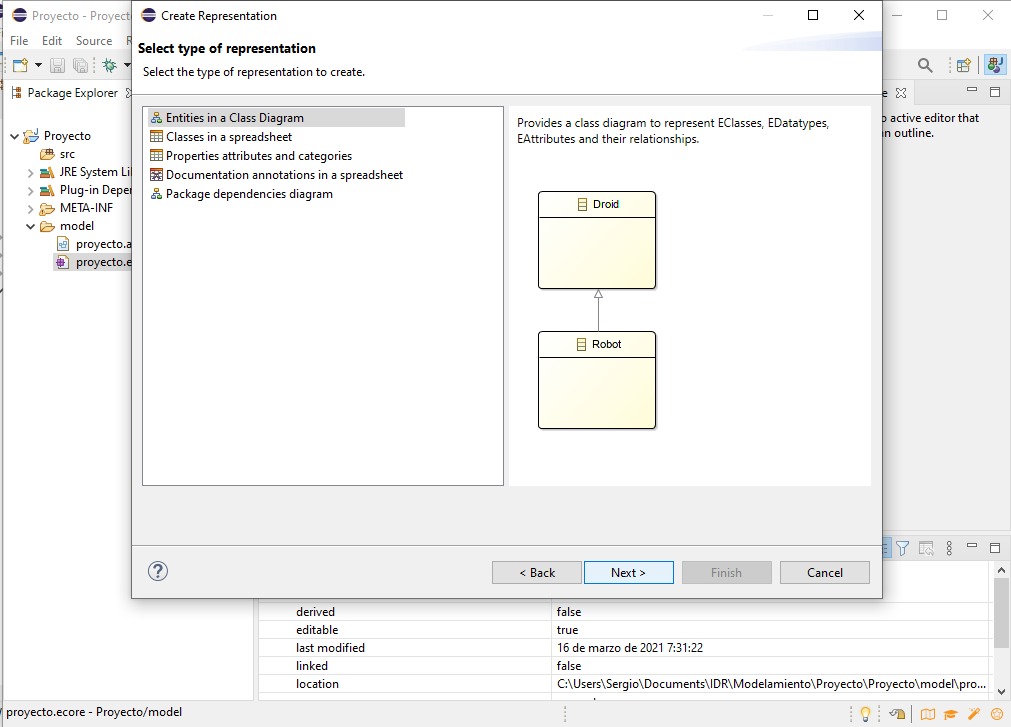 Proyecto - Proyect
Create Representation
File Edit Source R
Select type of representation
Select the type of representation to create.
Package Explorer
Proyecto
src
JRE System Li
Plug-in Deper
META-INF
model
proyecto.a
proyecto.e
Entities in a Class Diagram
Classes in a spreadsheet
Properties attributes and categories
Documentation annotations in a spreadsheet
Package dependencies diagram
Provides a class diagram to represent EClasses, EDatatypes,
EAttributes and their relationships.
Droid
Robot
e
o active editor that
n outline.
?
< Back
Next >
Finish
Cancel
derived false
editable true
last modified 16 de marzo de 2021 7:31:22
linked false
location C:\Users\Sergio\Documents\IDR\Modelamiento\Proyecto\Proyecto\model\pro...
proyecto.ecore - Proyecto/model